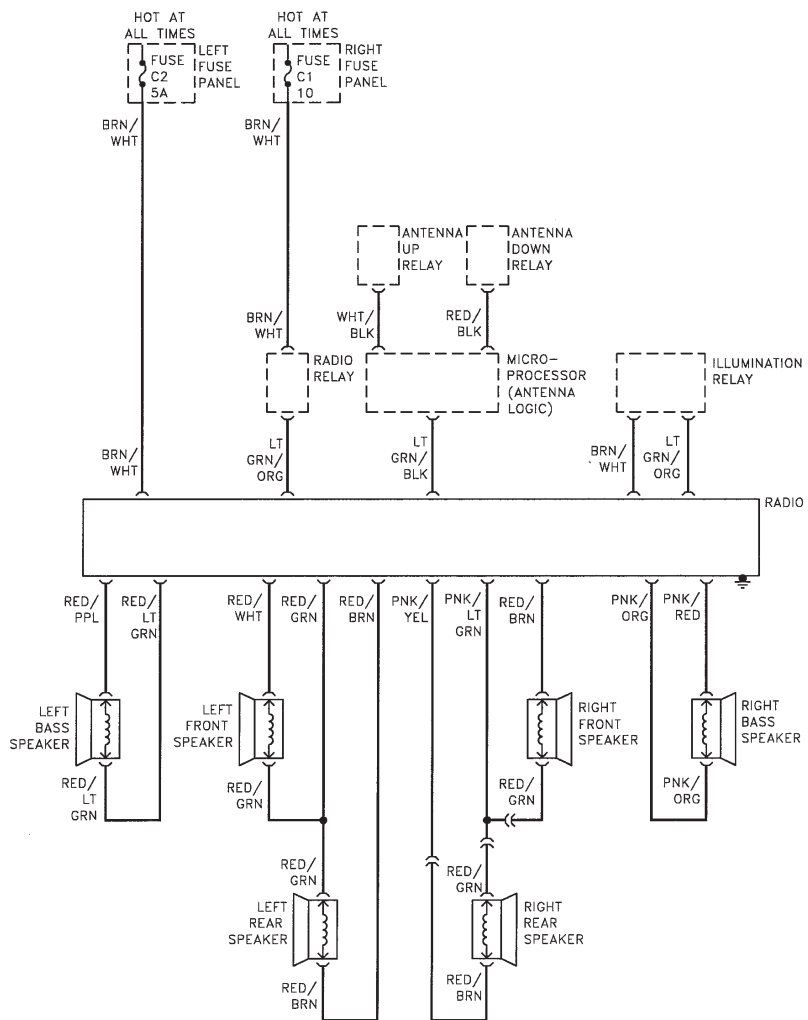 HOT AT
ALL TIMES
LEFT
FUSE
PANEL
FUSE
C2
5A
HOT AT
ALL TIMES
RIGHT
FUSE
PANEL
FUSE
C1
10
BRN/
WHT
BRN/
WHT
ANTENNA
UP
RELAY
ANTENNA
DOWN
RELAY
BRN/
WHT
WHT/
BLK
RED/
BLK
RADIO
RELAY
MICRO-
PROCESSOR
(ANTENNA
LOGIC)
ILLUMINATION
RELAY
BRN/
WHT
LT
GRN/
ORG
LT
GRN/
BLK
BRN/
WHT
LT
GRN/
ORG
RADIO
RED/
PPL
RED/
LT
GRN
RED/
WHT
RED/
GRN
RED/
BRN
PNK/
YEL
PNK/
LT
GRN
RED/
BRN
PNK/
ORG
PNK/
RED
LEFT
BASS
SPEAKER
LEFT
FRONT
SPEAKER
RIGHT
FRONT
SPEAKER
RIGHT
BASS
SPEAKER
RED/
LT
GRN
RED/
GRN
RED/
GRN
PNK/
ORG
RED/
GRN
RED/
GRN
LEFT
REAR
SPEAKER
RIGHT
REAR
SPEAKER
RED/
BRN
RED/
BRN